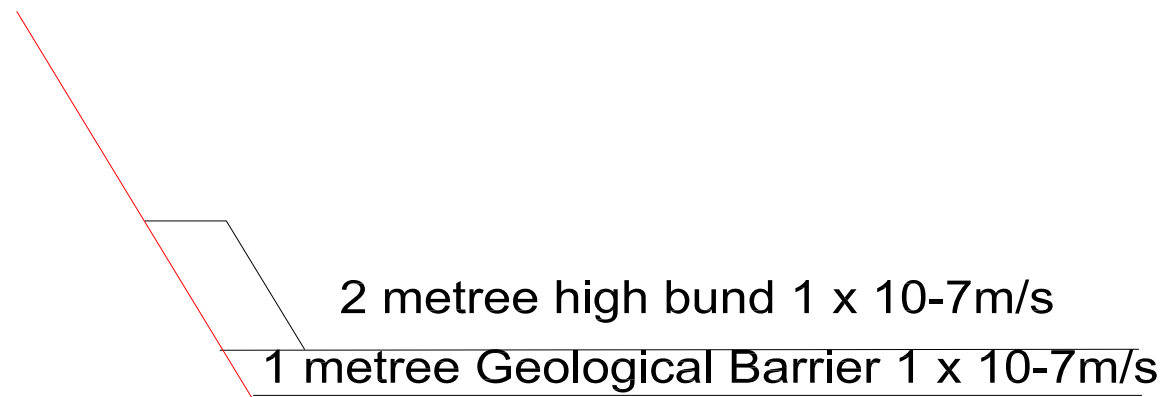 2 metree high bund 1 x 10-7m/s
1 metree Geological Barrier 1 x 10-7m/s